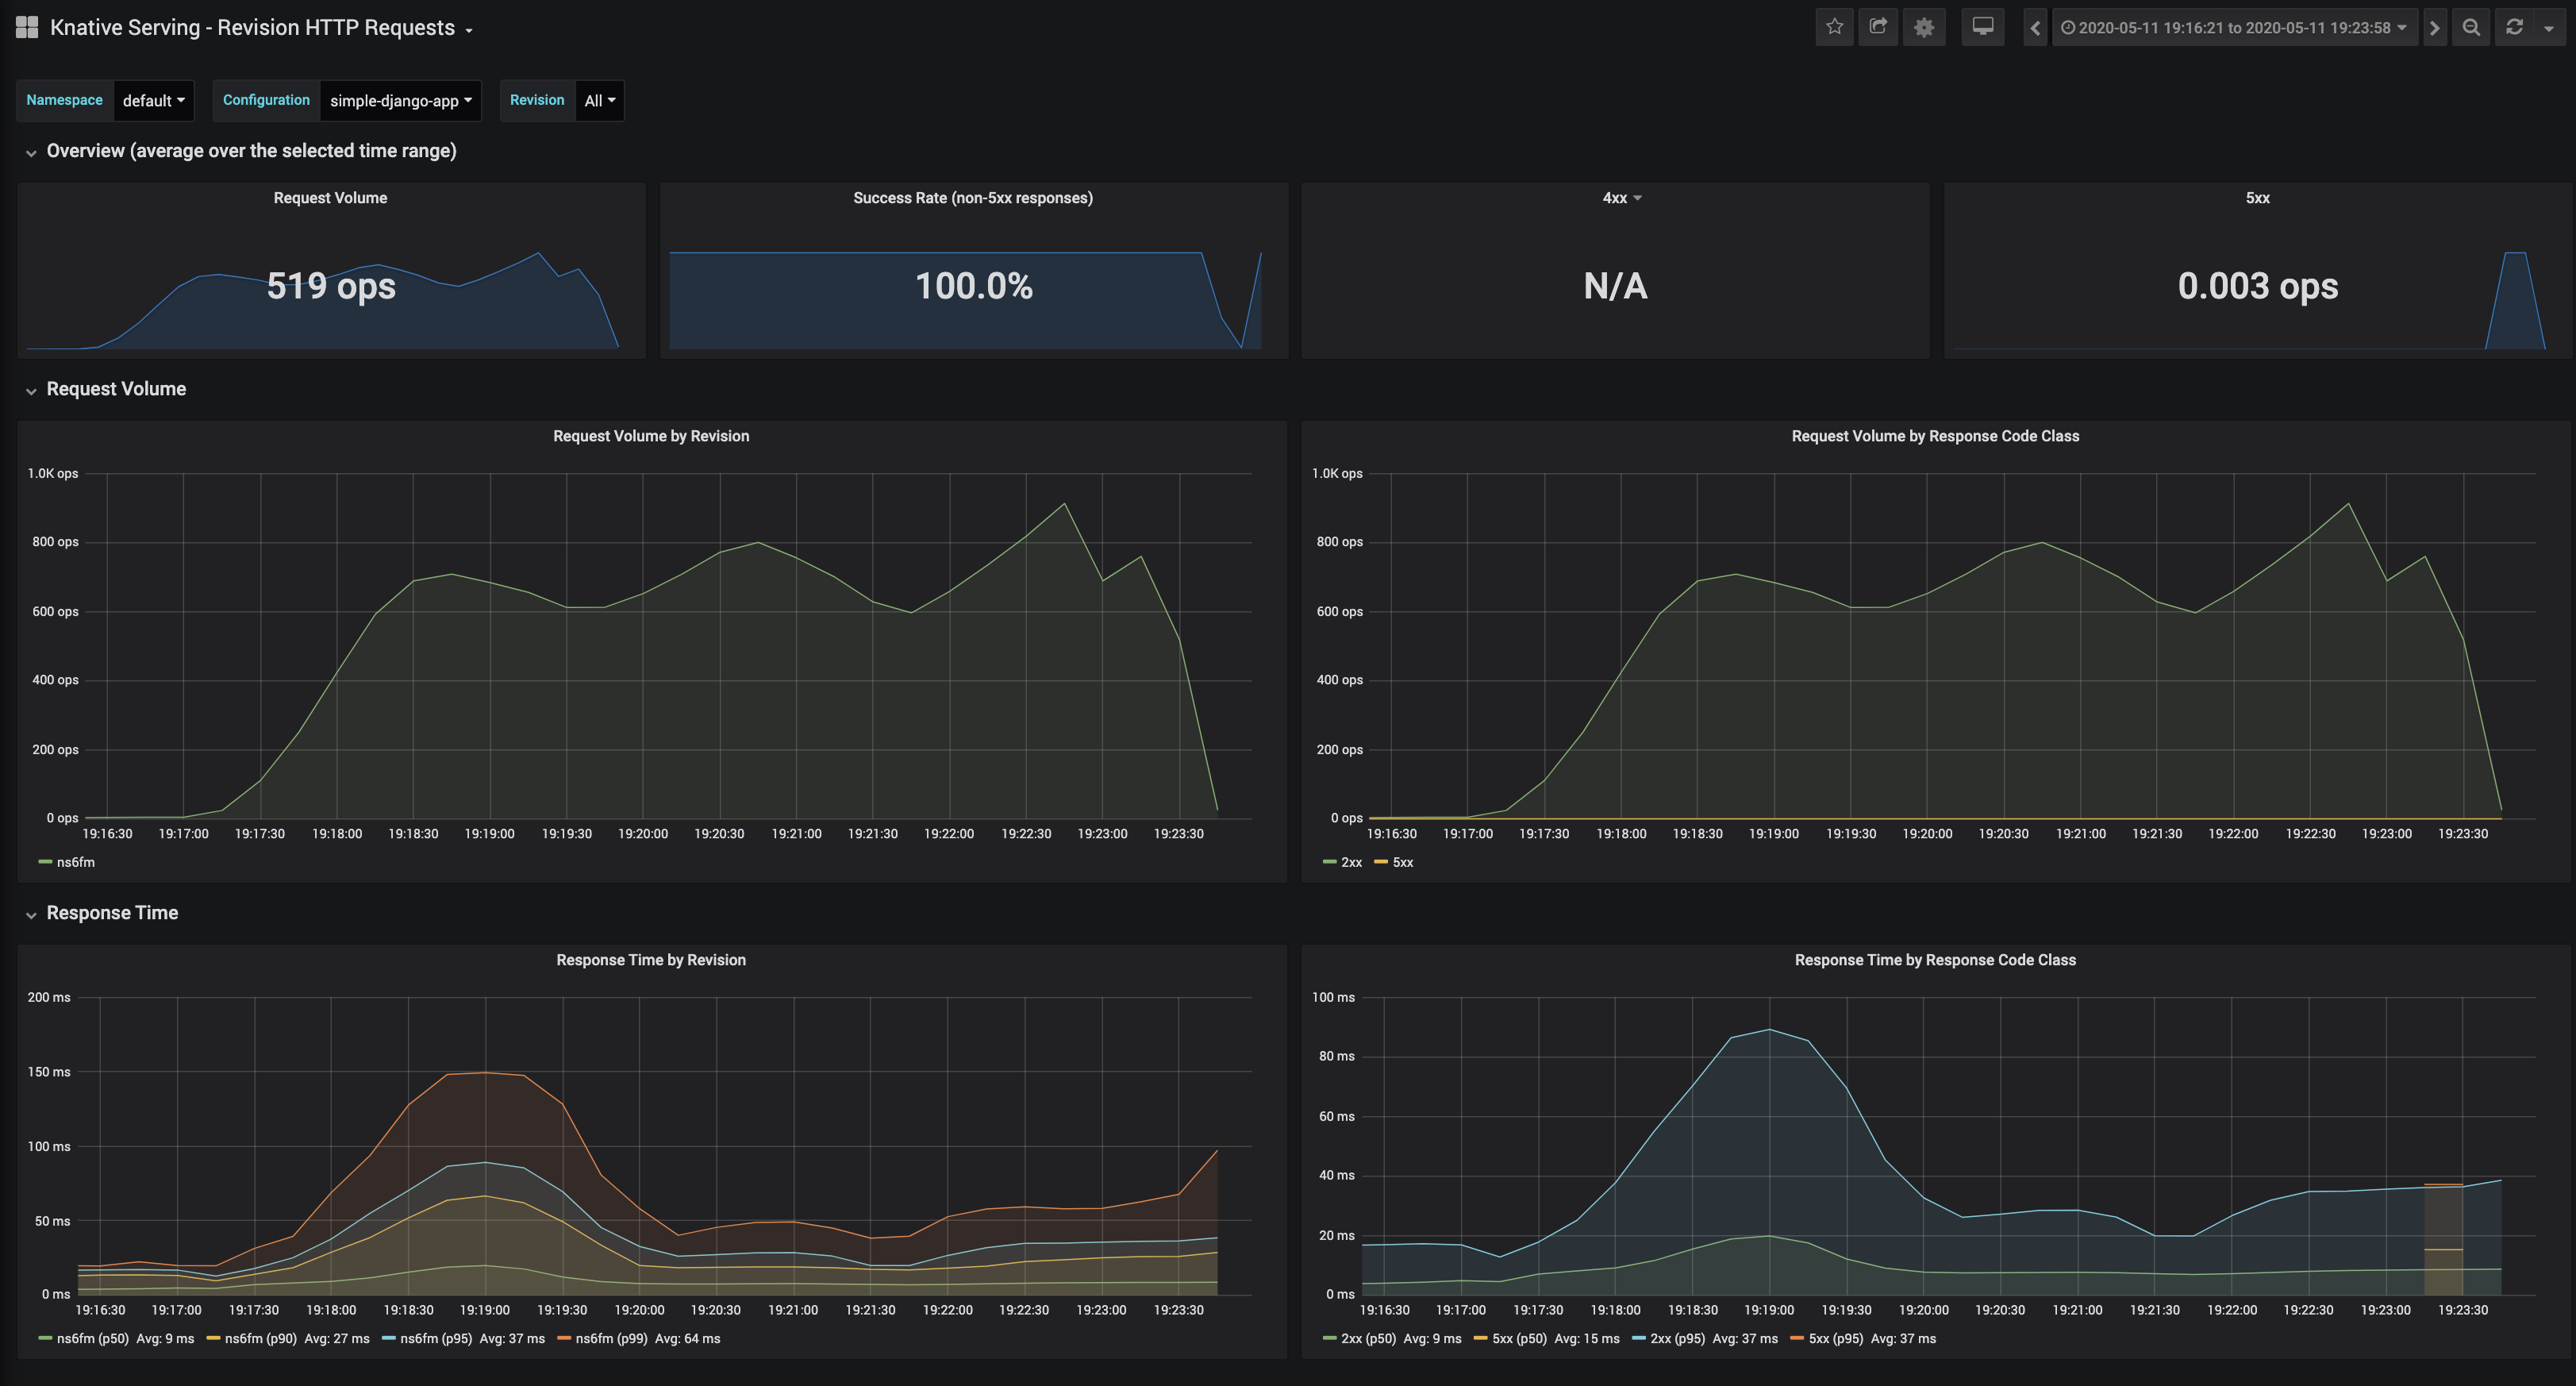 Knative Serving - Revision HTTP Requests
2020-05-11 19:16:21 to 2020-05-11 19:23:58
Namespace default Configuration simple-django-app Revision All
Overview (average over the selected time range)
Request Volume
519 ops
Success Rate (non-5xx responses)
100.0%
4xx
N/A
5xx
0.003 ops
Request Volume
Request Volume by Revision
1.0K ops
800 ops
600 ops
400 ops
200 ops
0 ops
19:16:30 19:17:00 19:17:30 19:18:00 19:18:30 19:19:00 19:19:30 19:20:00 19:20:30 19:21:00 19:21:30 19:22:00 19:22:30 19:23:00 19:23:30
ns6fm
Request Volume by Response Code Class
1.0K ops
800 ops
600 ops
400 ops
200 ops
0 ops
19:16:30 19:17:00 19:17:30 19:18:00 19:18:30 19:19:00 19:19:30 19:20:00 19:20:30 19:21:00 19:21:30 19:22:00 19:22:30 19:23:00 19:23:30
2xx 5xx
Response Time
Response Time by Revision
200 ms
150 ms
100 ms
50 ms
0 ms
19:16:30 19:17:00 19:17:30 19:18:00 19:18:30 19:19:00 19:19:30 19:20:00 19:20:30 19:21:00 19:21:30 19:22:00 19:22:30 19:23:00 19:23:30
ns6fm (p50) Avg: 9 ms ns6fm (p90) Avg: 27 ms ns6fm (p95) Avg: 37 ms ns6fm (p99) Avg: 64 ms
Response Time by Response Code Class
100 ms
80 ms
60 ms
40 ms
20 ms
0 ms
19:16:30 19:17:00 19:17:30 19:18:00 19:18:30 19:19:00 19:19:30 19:20:00 19:20:30 19:21:00 19:21:30 19:22:00 19:22:30 19:23:00 19:23:30
2xx (p50) Avg: 9 ms 5xx (p50) Avg: 15 ms 2xx (p95) Avg: 37 ms 5xx (p95) Avg: 37 ms